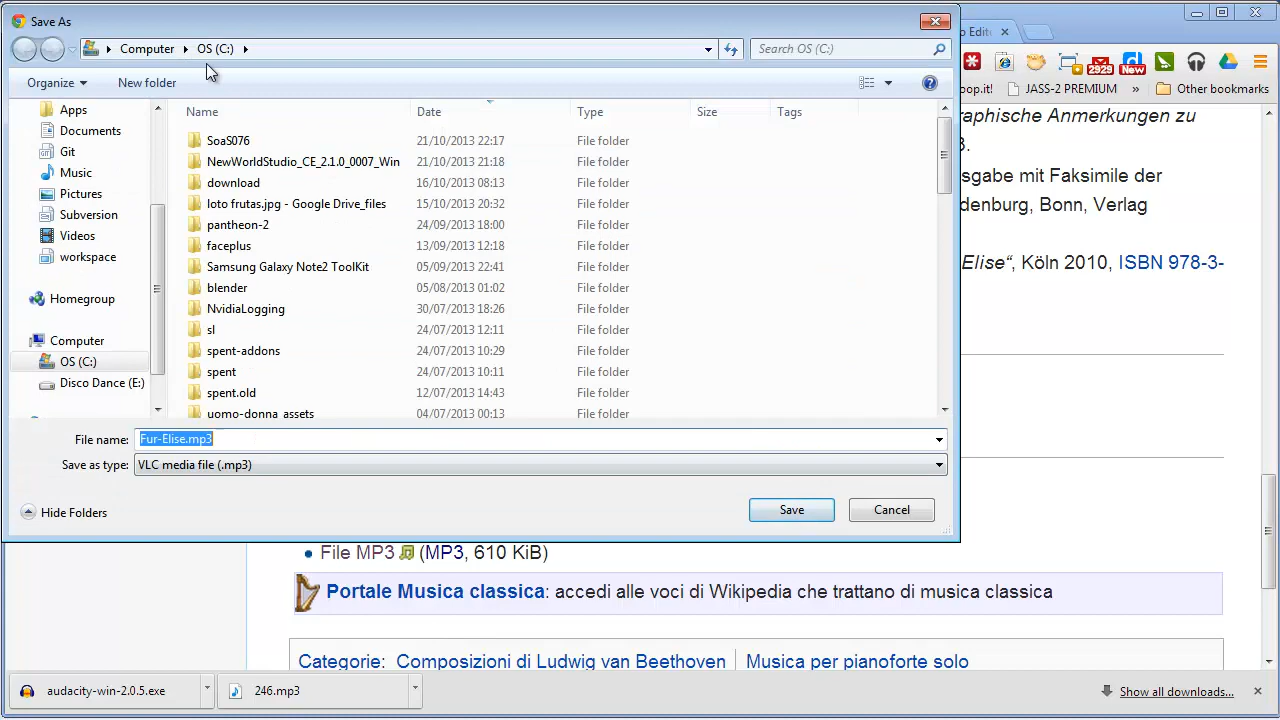 Save As
Computer OS (C:)
Search OS (C:)
Organize New folder
Apps
Documents
Git
Music
Pictures
Subversion
Videos
workspace
Homegroup
Computer
OS (C:)
Disco Dance (E:)
Name Date Type Size Tags
SoaS076 21/10/2013 22:17 File folder
NewWorldStudio_CE_2.1.0_0007_Win 21/10/2013 21:18 File folder
download 16/10/2013 08:13 File folder
loto frutas.jpg - Google Drive_files 15/10/2013 20:32 File folder
pantheon-2 24/09/2013 18:00 File folder
faceplus 13/09/2013 12:18 File folder
Samsung Galaxy Note2 ToolKit 05/09/2013 22:41 File folder
blender 05/08/2013 01:02 File folder
NvidiaLogging 30/07/2013 18:26 File folder
sl 24/07/2013 12:11 File folder
spent-addons 24/07/2013 10:29 File folder
spent 24/07/2013 10:11 File folder
spent.old 12/07/2013 14:43 File folder
uomo-donna_assets 04/07/2013 00:13 File folder
File name: Fur-Elise.mp3
Save as type: VLC media file (.mp3)
Hide Folders
Save Cancel
o Edit
2929
New
oop.it! JASS-2 PREMIUM » Other bookmarks
raphische Anmerkungen zu
3.
sgabe mit Faksimile der
denburg, Bonn, Verlag
Elise“, Köln 2010, ISBN 978-3-
File MP3 (MP3, 610 KiB)
Portale Musica classica: accedi alle voci di Wikipedia che trattano di musica classica
Categorie: Composizioni di Ludwig van Beethoven Musica per pianoforte solo
audacity-win-2.0.5.exe 246.mp3 Show all downloads...